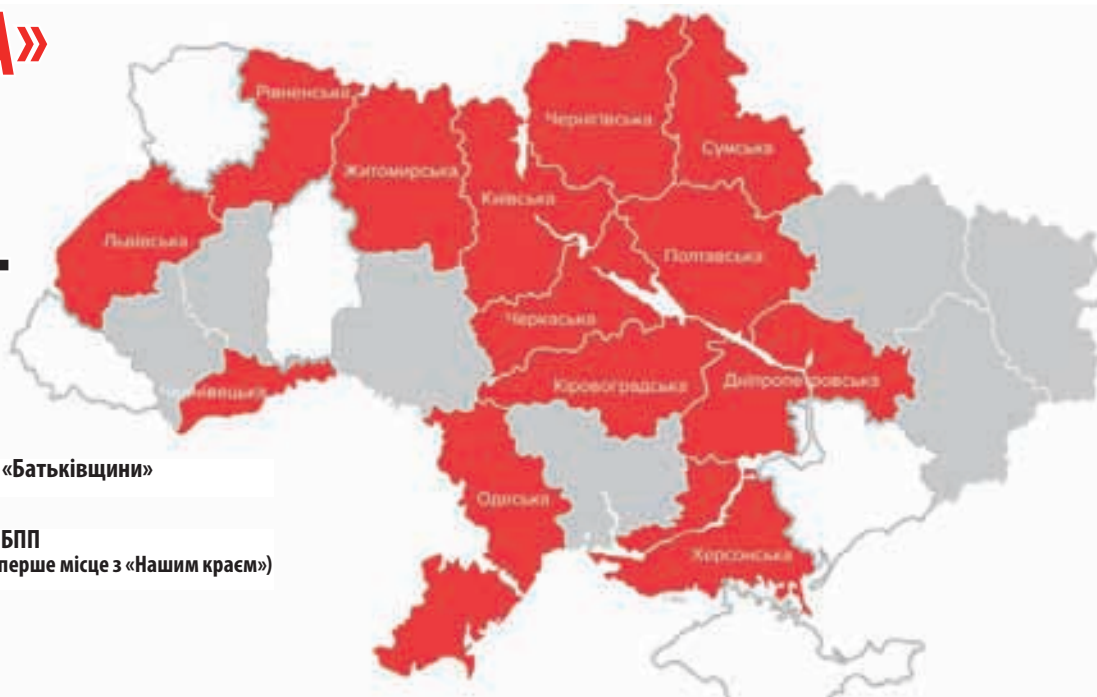 А»
Рівненська
Чернігівська
Сумська
Житомирська
Київська
Львівська
Полтавська
Черкаська
Кіровоградська
Дніпропетровська
«Батьківщини»
Одеська
БПП
Херсонська
перше місце з «Нашим краєм»)